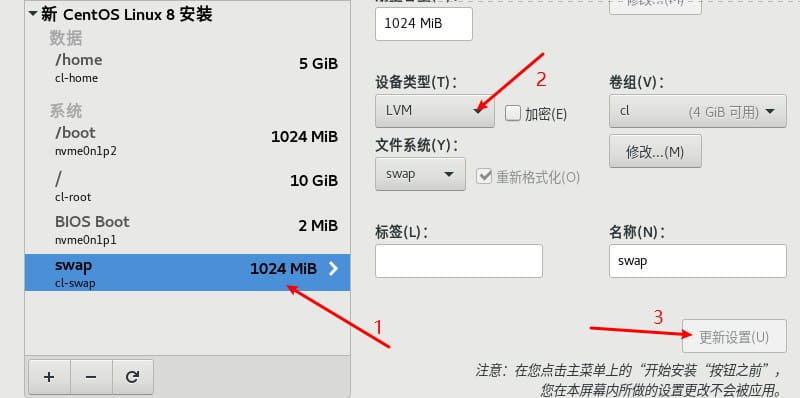 新 CentOS Linux 8 安装
数据
/home
5 GiB
cl-home
系统
/boot
1024 MiB
nvme0n1p2
/
10 GiB
cl-root
BIOS Boot
2 MiB
nvme0n1p1
swap
1024 MiB
cl-swap
1
1024 MiB
修改...(M)
设备类型(T)：
2
卷组(V)：
LVM
加密(E)
cl
(4 GiB 可用)
文件系统(Y)：
修改...(M)
swap
重新格式化(O)
标签(L)：
名称(N)：
swap
3
更新设置(U)
注意：在您点击主菜单上的“开始安装“按钮之前”，
您在本屏幕内所做的设置更改不会被应用。